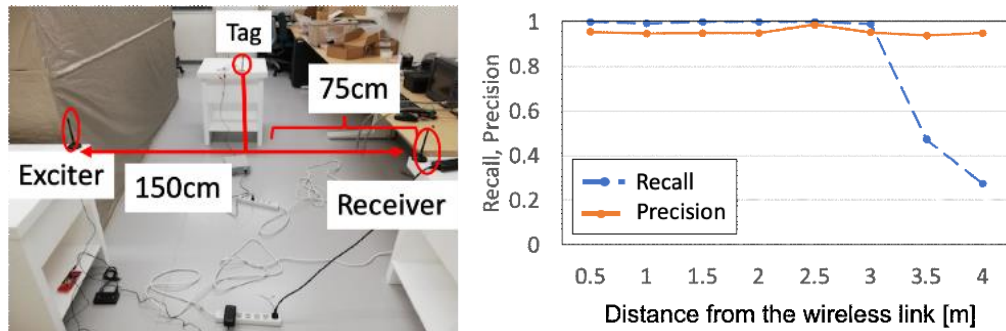 Tag
75cm
Exciter
150cm
Receiver
Recall, Precision
1
0.8
0.6
0.4
0.2
0
Recall
Precision
0.5 1 1.5 2 2.5 3 3.5 4
Distance from the wireless link [m]